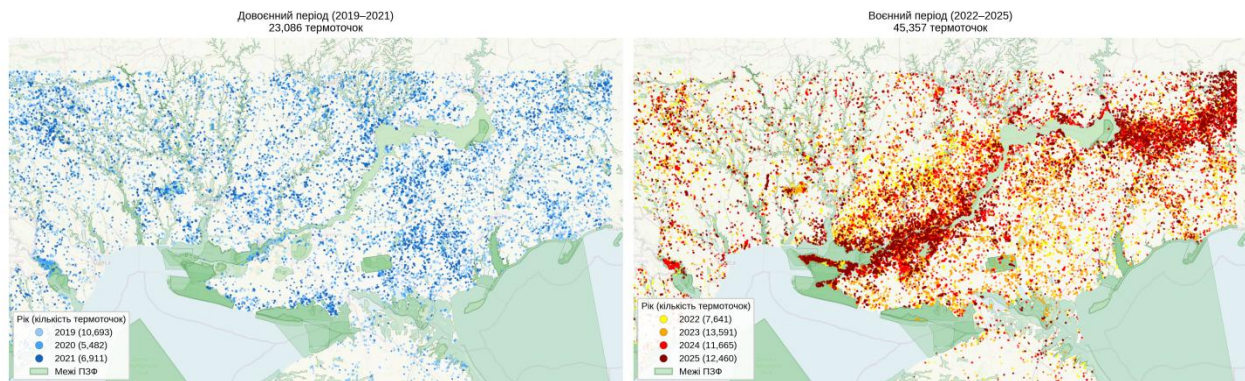 Довоєнний період (2019–2021)
23,086 термоточок
Рік (кількість термоточок)
2019 (10,693)
2020 (5,482)
2021 (6,911)
Межі ПЗФ
Воєнний період (2022–2025)
45,357 термоточок
Рік (кількість термоточок)
2022 (7,641)
2023 (13,591)
2024 (11,665)
2025 (12,460)
Межі ПЗФ